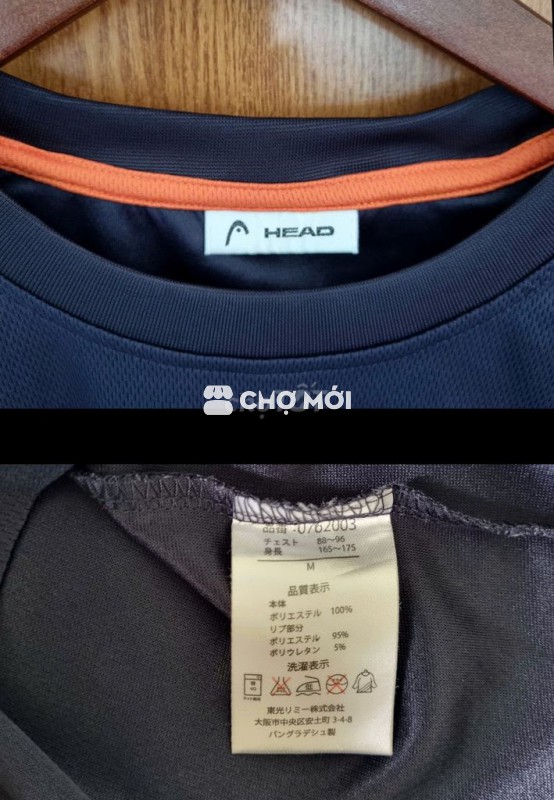 HEAD
CHỢ MỚI
品番:0762003
チェスト 88～96
身長 165～175
M
品質表示
本体
ポリエステル 100%
リブ部分
ポリエステル 95%
ポリウレタン 5%
洗濯表示
40
東光リミー株式会社
大阪市中央区安土町3-4-8
バングラデシュ製